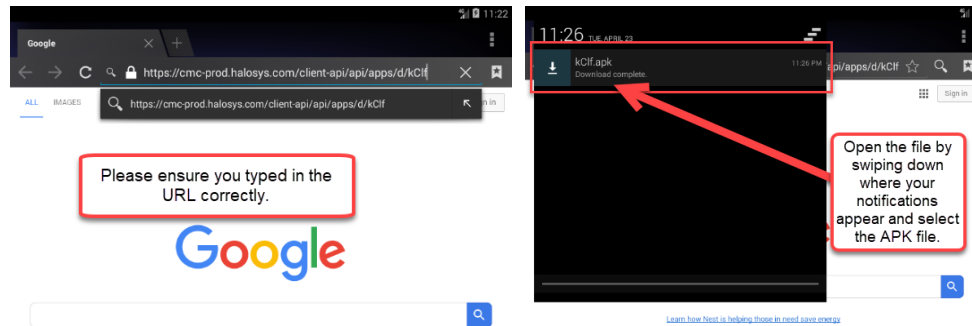 11:22
Google
https://cmc-prod.halosys.com/client-api/api/apps/d/kClf
ALL IMAGES
https://cmc-prod.halosys.com/client-api/api/apps/d/kClf
n in
Please ensure you typed in the
URL correctly.
Google
11:26 TUE, APRIL 23
kClf.apk 11:26 PM
Download complete.
api/apps/d/kClf
Sign in
Open the file by
swiping down
where your
notifications
appear and select
the APK file.
Learn how Nest is helping those in need save energy